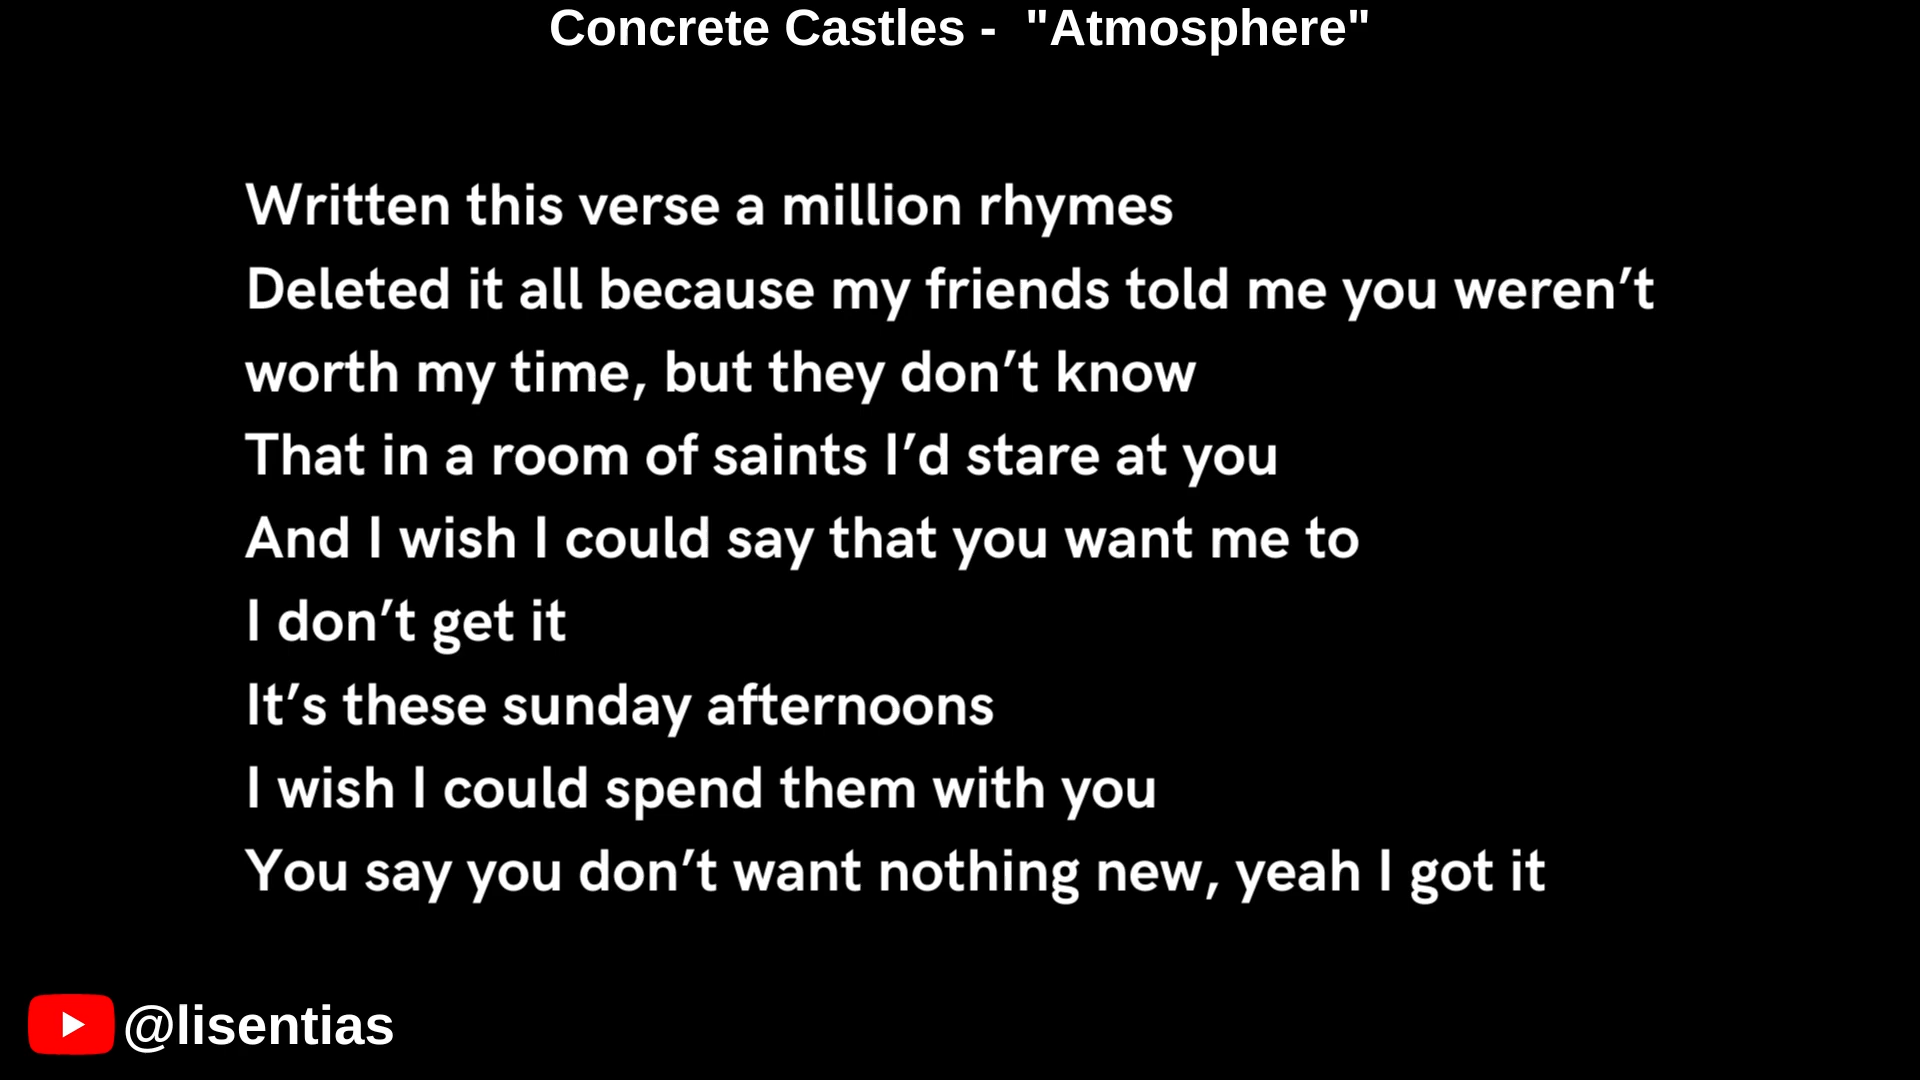 Concrete Castles -  "Atmosphere"
Written this verse a million rhymes
Deleted it all because my friends told me you weren’t
worth my time, but they don’t know
That in a room of saints I’d stare at you
And I wish I could say that you want me to
I don’t get it
It’s these sunday afternoons
I wish I could spend them with you
You say you don’t want nothing new, yeah I got it
@lisentias